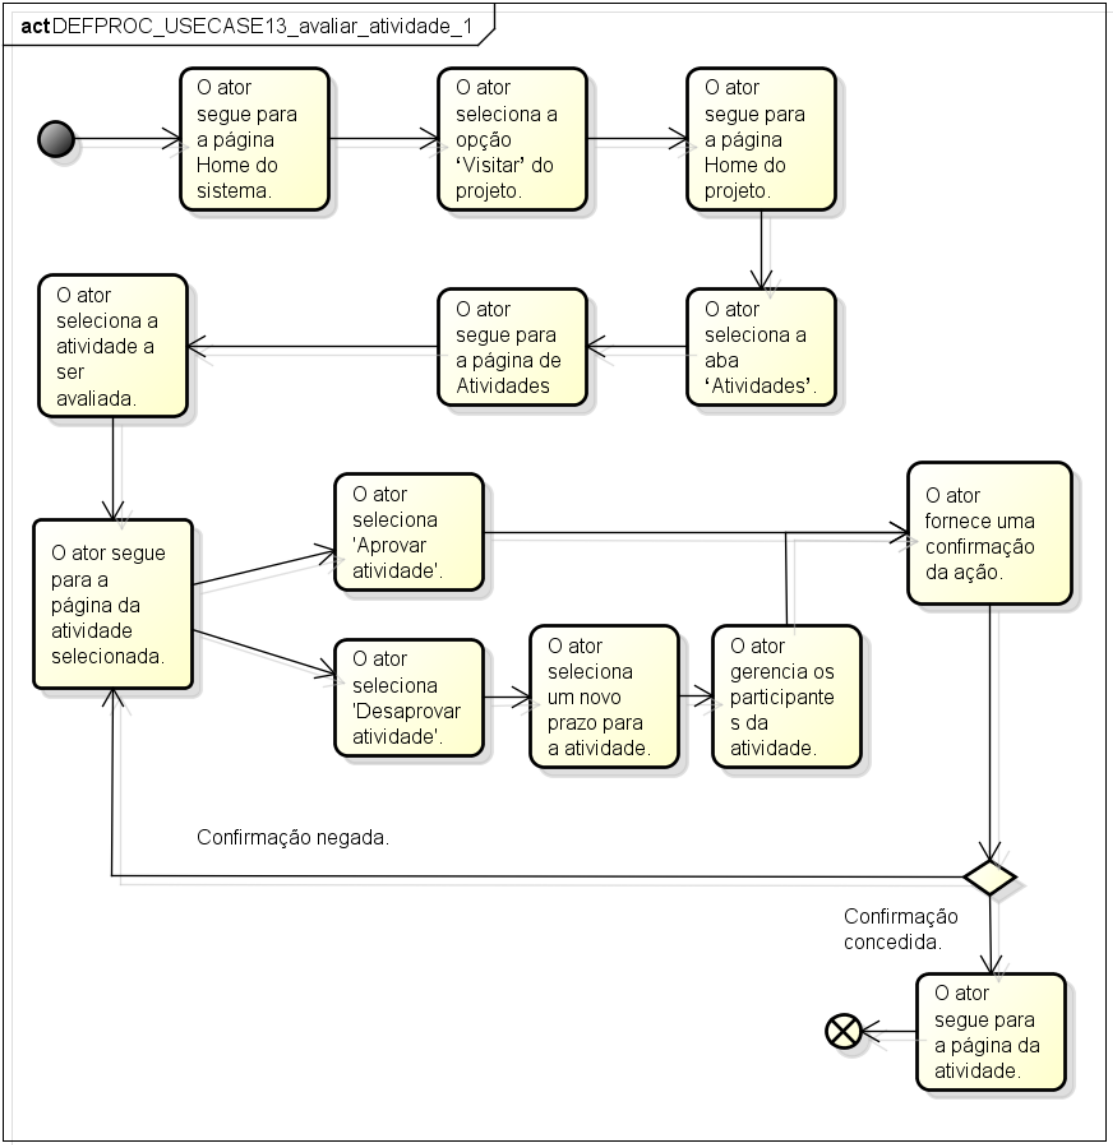 act DEFPROC_USECASE13_avaliar_atividade_1
O ator
segue para
a página
Home do
sistema.
O ator
seleciona a
opção
‘Visitar’ do
projeto.
O ator
segue para
a página
Home do
projeto.
O ator
seleciona a
aba
‘Atividades’.
O ator
segue para
a página de
Atividades
O ator
seleciona a
atividade a
ser
avaliada.
O ator segue
para a
página da
atividade
selecionada.
O ator
seleciona
'Aprovar
atividade'.
O ator
seleciona
'Desaprovar
atividade'.
O ator
seleciona
um novo
prazo para
a atividade.
O ator
gerencia os
participante
s da
atividade.
O ator
fornece uma
confirmação
da ação.
Confirmação negada.
Confirmação
concedida.
O ator
segue para
a página da
atividade.